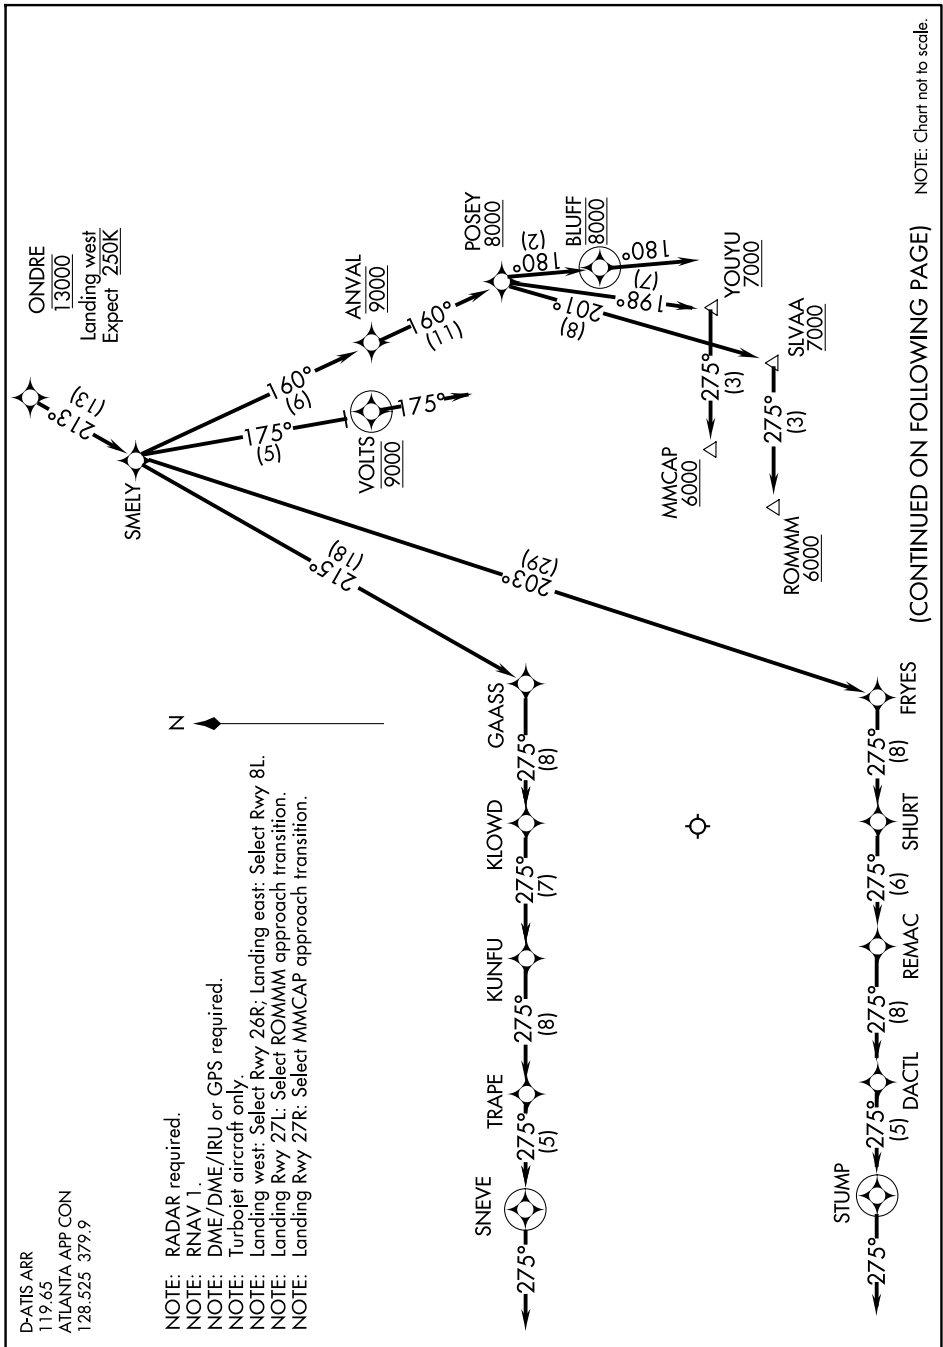 D-ATIS ARR
119.65
ATLANTA APP CON
128.525 379.9
NOTE: RADAR required.
NOTE: RNAV 1.
NOTE: DME/DME/IRU or GPS required.
NOTE: Turbojet aircraft only.
NOTE: Landing west: Select Rwy 26R; Landing east: Select Rwy 8L.
NOTE: Landing Rwy 27L: Select ROMMM approach transition.
NOTE: Landing Rwy 27R: Select MMCAP approach transition.
N
ONDRE
13000
Landing west
Expect 250K
213°
(13)
SMELY
160°
(9)
ANVAL
9000
160°
(11)
175°
(5)
VOLTS
9000
175°
POSEY
8000
180°
(2)
BLUFF
8000
180°
198°
(7)
201°
(8)
YOUYU
7000
275°
(3)
MMCAP
6000
SLVAA
7000
275°
(3)
ROMMM
6000
215°
(18)
203°
(29)
GAASS
275°
(8)
KLOWD
275°
(7)
KUNFU
275°
(8)
TRAPE
275°
(5)
SNEVE
275°
FRYES
275°
(8)
SHURT
275°
(6)
REMAC
275°
(8)
DACTL
275°
(5)
STUMP
275°
(CONTINUED ON FOLLOWING PAGE)
NOTE: Chart not to scale.